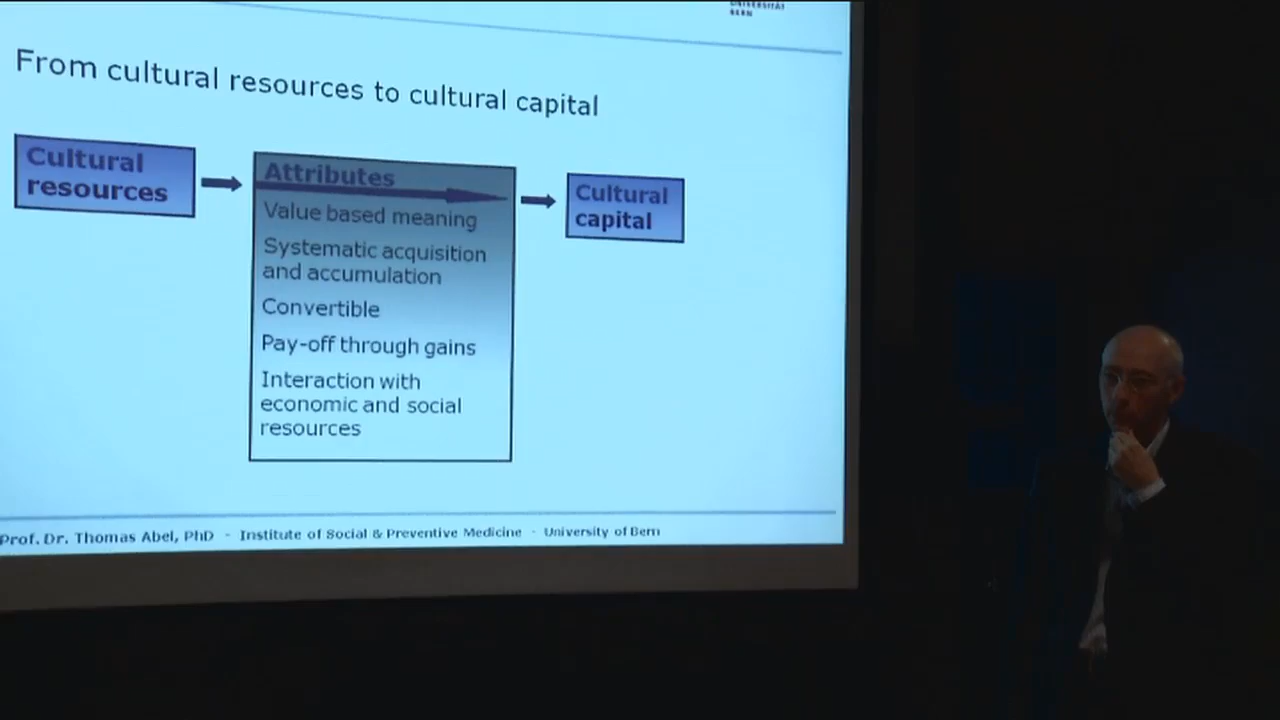 UNIVERSITÄT
BERN
From cultural resources to cultural capital
Cultural
resources
Attributes
Value based meaning
Systematic acquisition
and accumulation
Convertible
Pay-off through gains
Interaction with
economic and social
resources
Cultural
capital
Prof. Dr. Thomas Abel, PhD - Institute of Social & Preventive Medicine - University of Bern